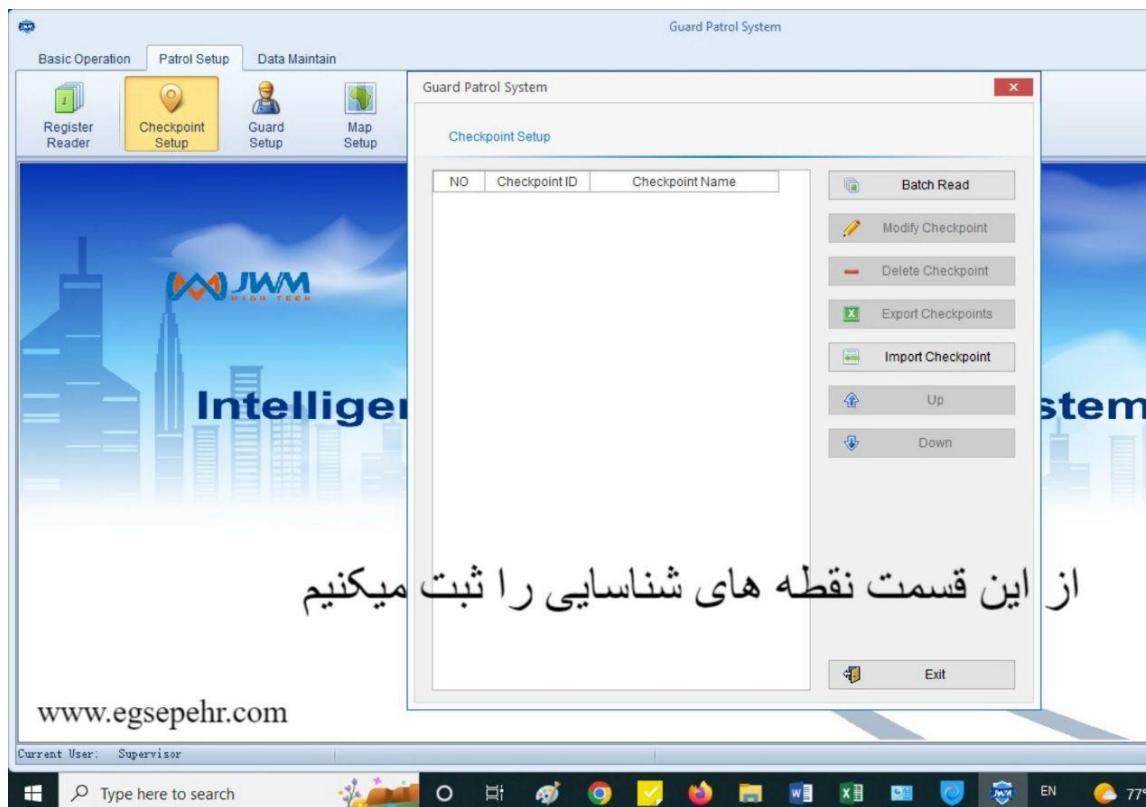 Guard Patrol System
Basic Operation Patrol Setup Data Maintain
Register Reader
Checkpoint Setup
Guard Setup
Map Setup
Guard Patrol System
Checkpoint Setup
NO Checkpoint ID Checkpoint Name
Batch Read
Modify Checkpoint
Delete Checkpoint
Export Checkpoints
Import Checkpoint
Up
Down
Exit
JWM
HIGH TECH
از این قسمت نقطه های شناسایی را ثبت میکنیم
www.egsepehr.com
Current User: Supervisor
Type here to search
EN